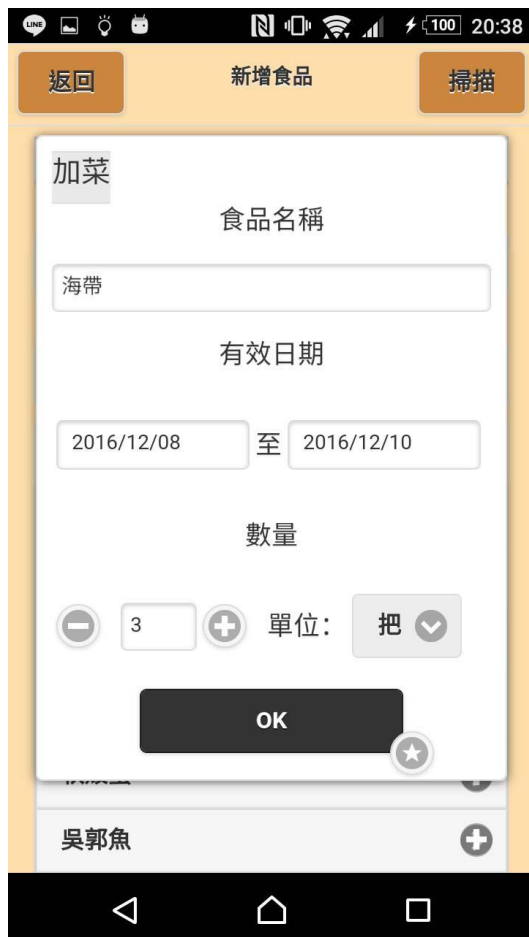 LINE 100 20:38
返回 新增食品 掃描
加菜
食品名稱
海帶
有效日期
2016/12/08 至 2016/12/10
數量
3 單位: 把
OK
吳郭魚